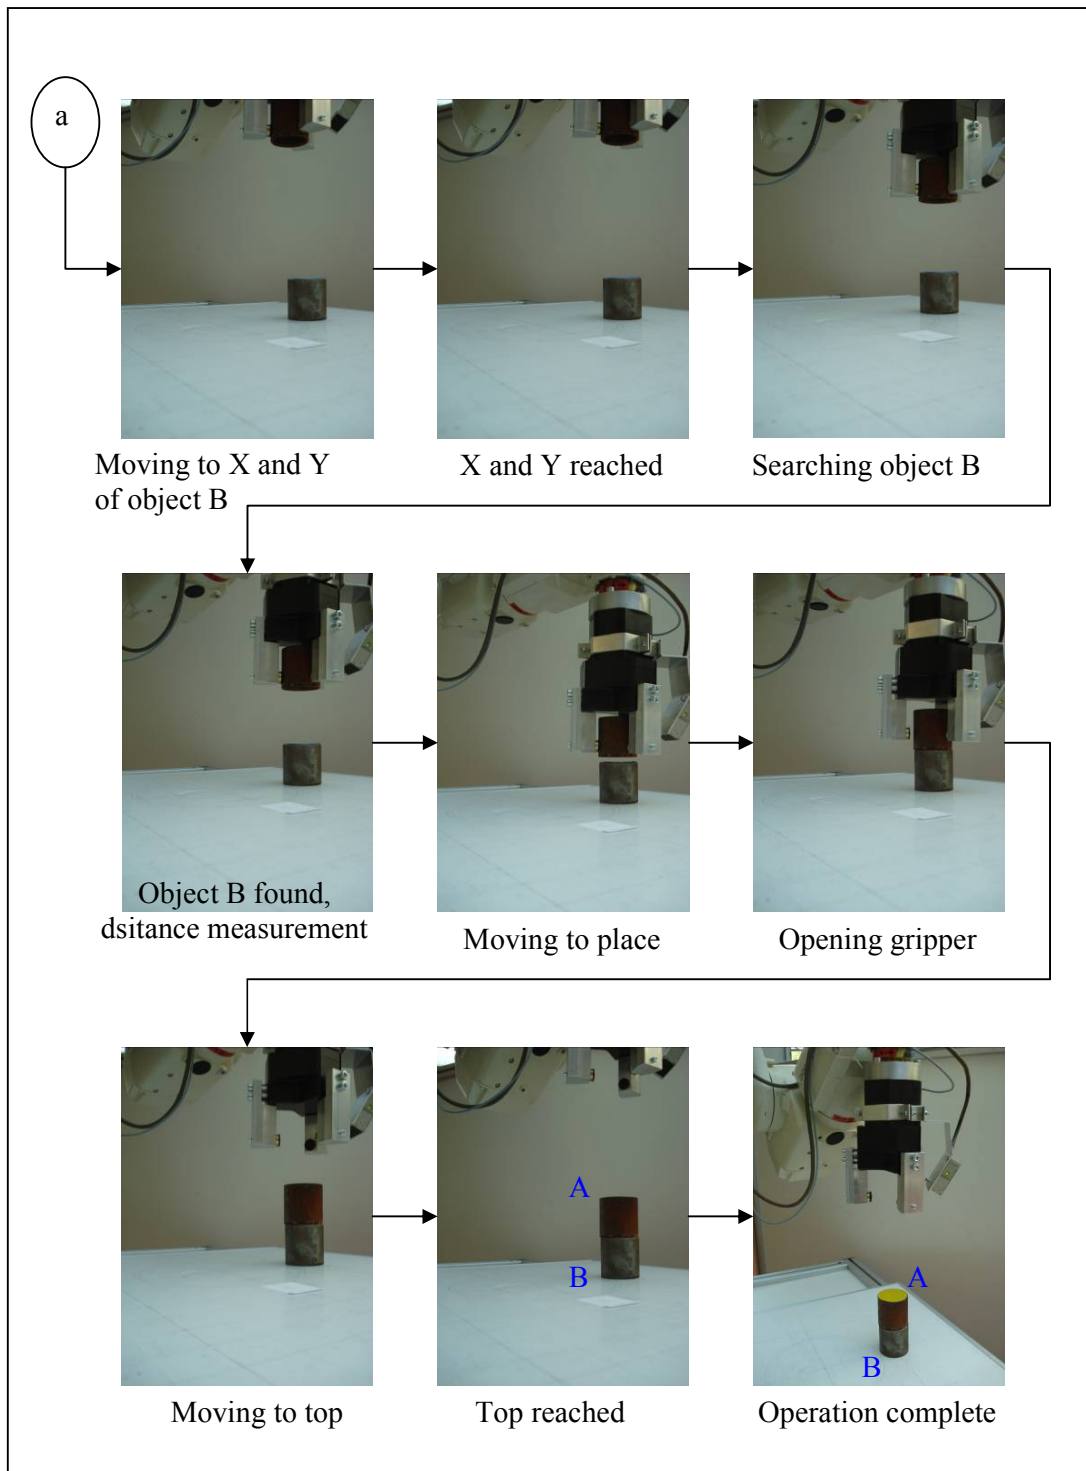 a
Moving to X and Y
of object B
X and Y reached
Searching object B
Object B found,
dsitance measurement
Moving to place
Opening gripper
A
B
A
B
Moving to top
Top reached
Operation complete